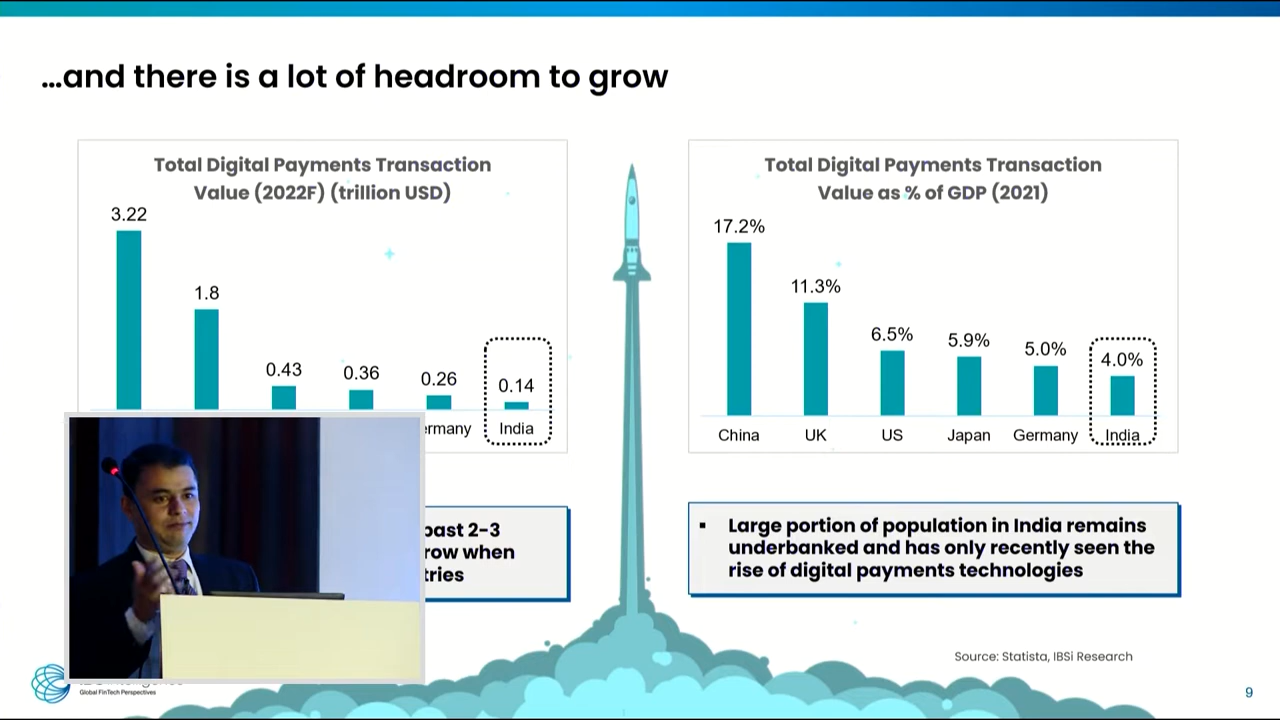 …and there is a lot of headroom to grow
Total Digital Payments Transaction
Value (2022F) (trillion USD)
3.22
1.8
0.43
0.36
0.26
0.14
India
Total Digital Payments Transaction
Value as % of GDP (2021)
17.2%
11.3%
6.5%
5.9%
5.0%
4.0%
China
UK
US
Japan
Germany
India
past 2-3
when
▪ Large portion of population in India remains
underbanked and has only recently seen the
rise of digital payments technologies
Source: Statista, IBSi Research
Global FinTech Perspectives
9